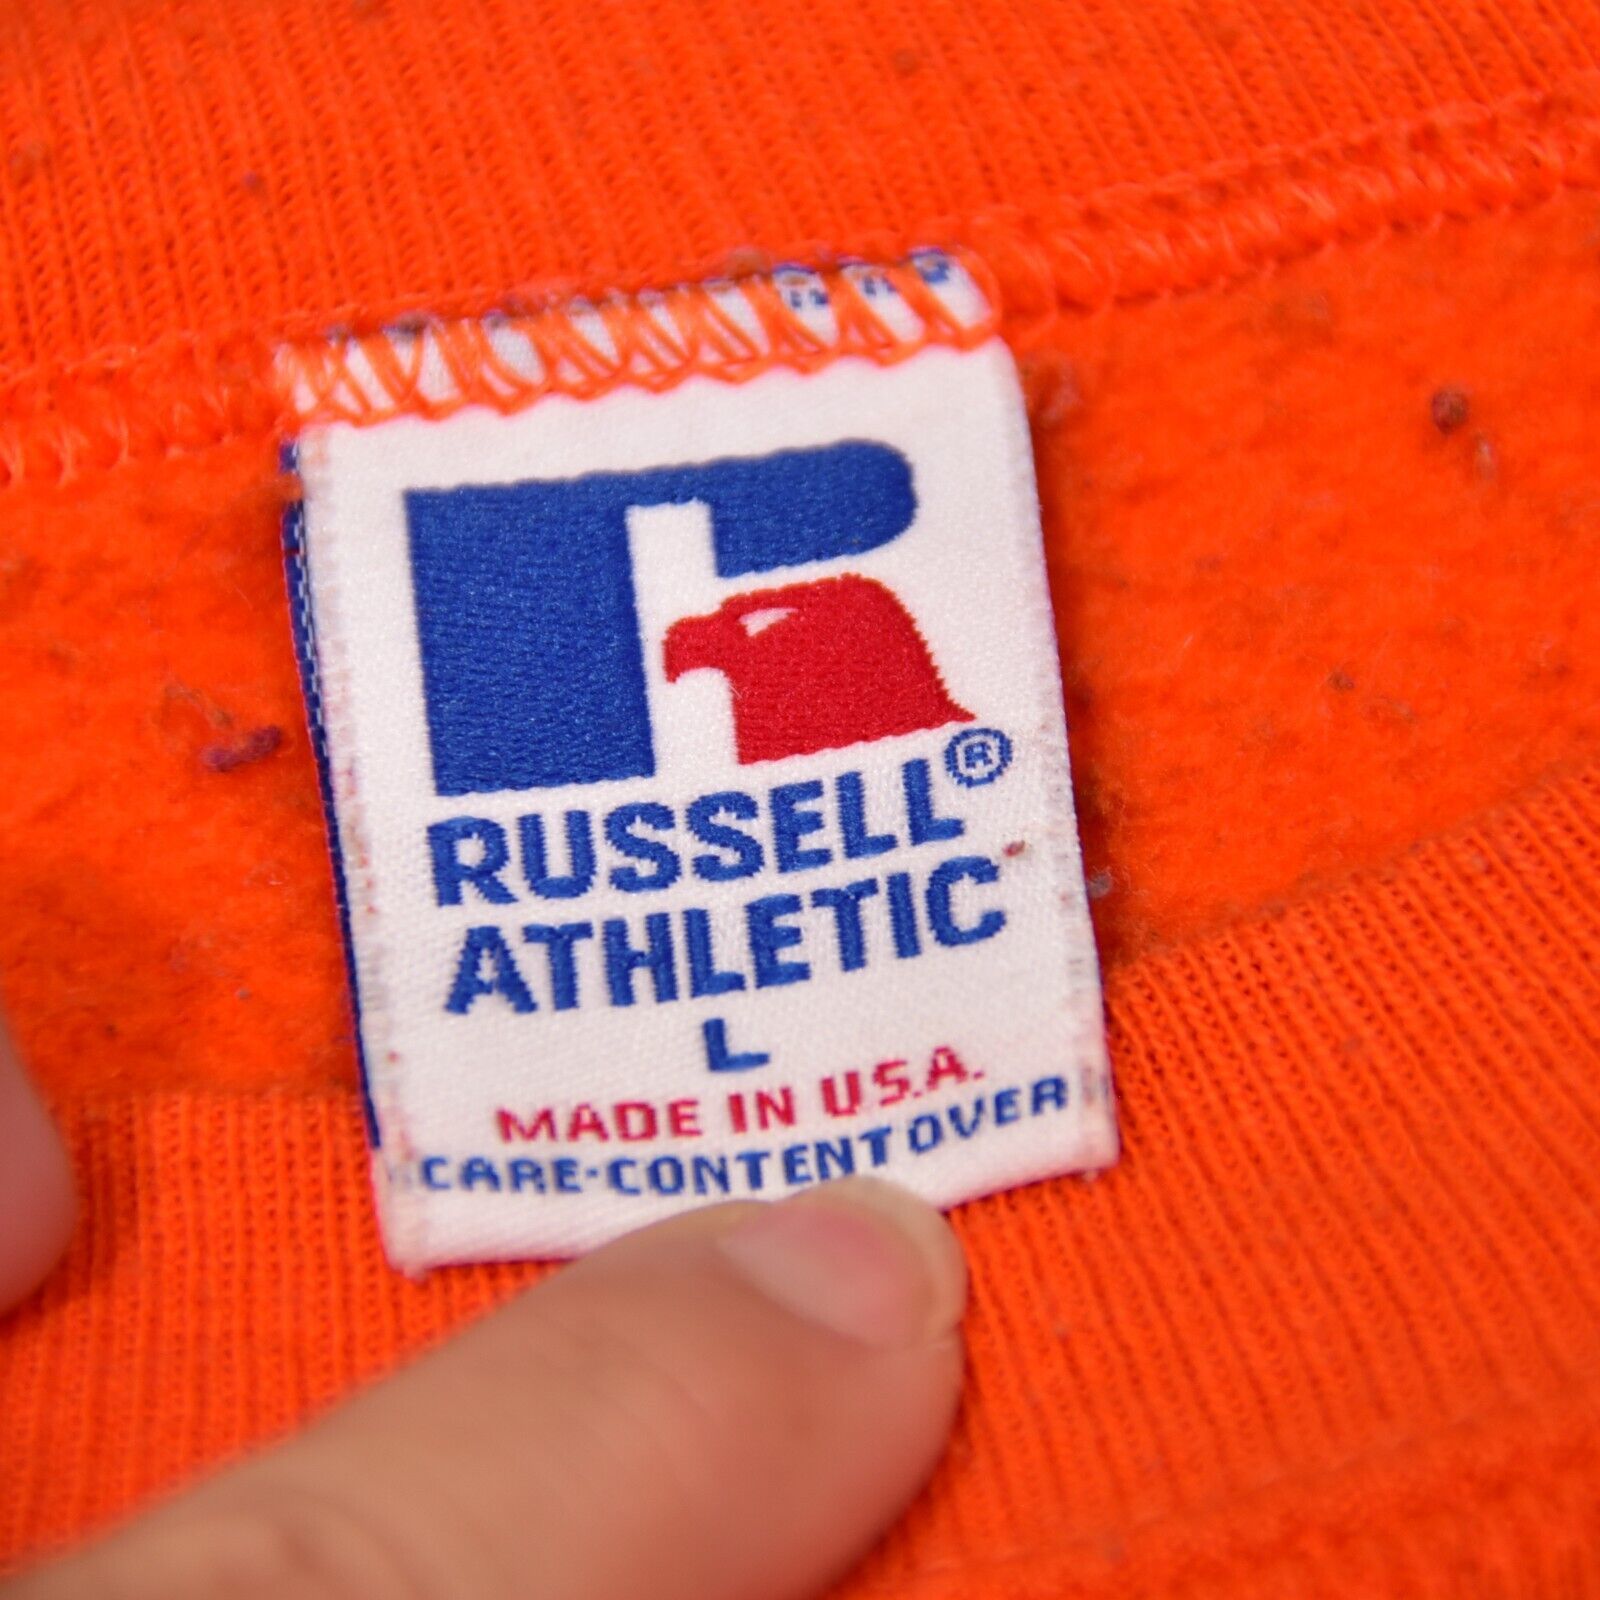 R
®
RUSSELL
ATHLETIC
L
MADE IN U.S.A.
CARE-CONTENT OVER